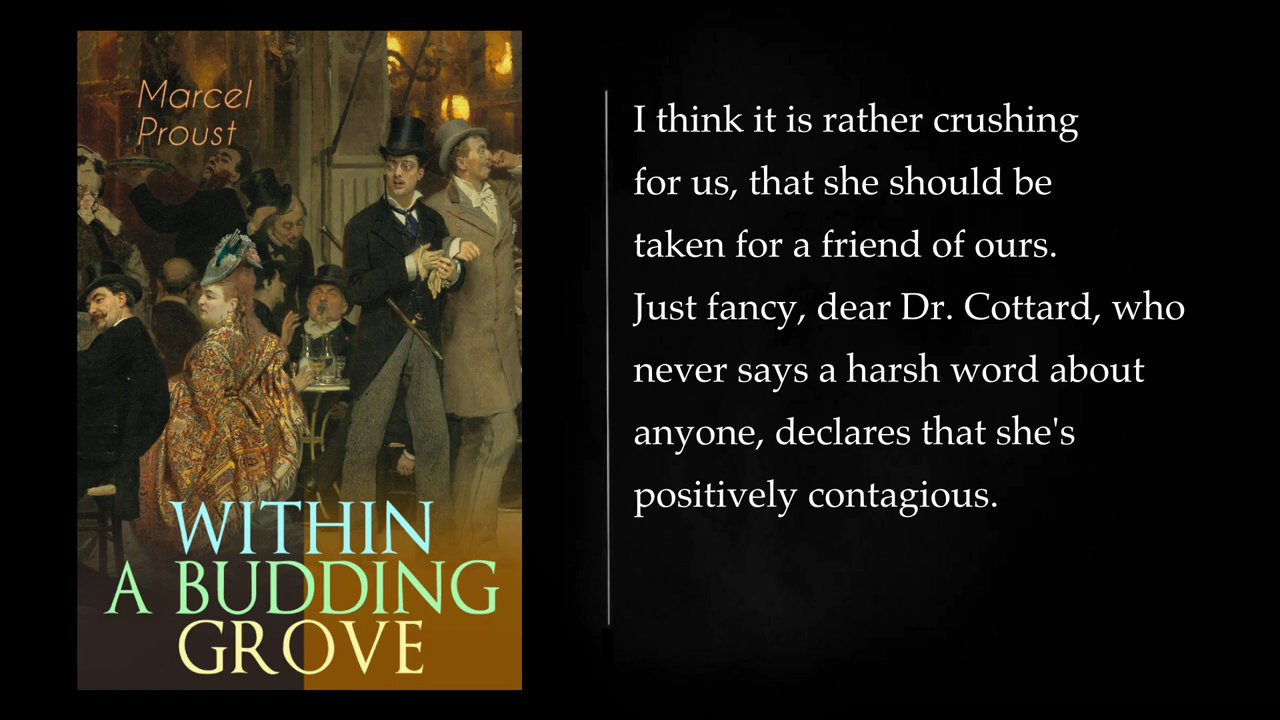 Marcel
Proust
WITHIN
A BUDDING
GROVE
I think it is rather crushing
for us, that she should be
taken for a friend of ours.
Just fancy, dear Dr. Cottard, who
never says a harsh word about
anyone, declares that she's
positively contagious.